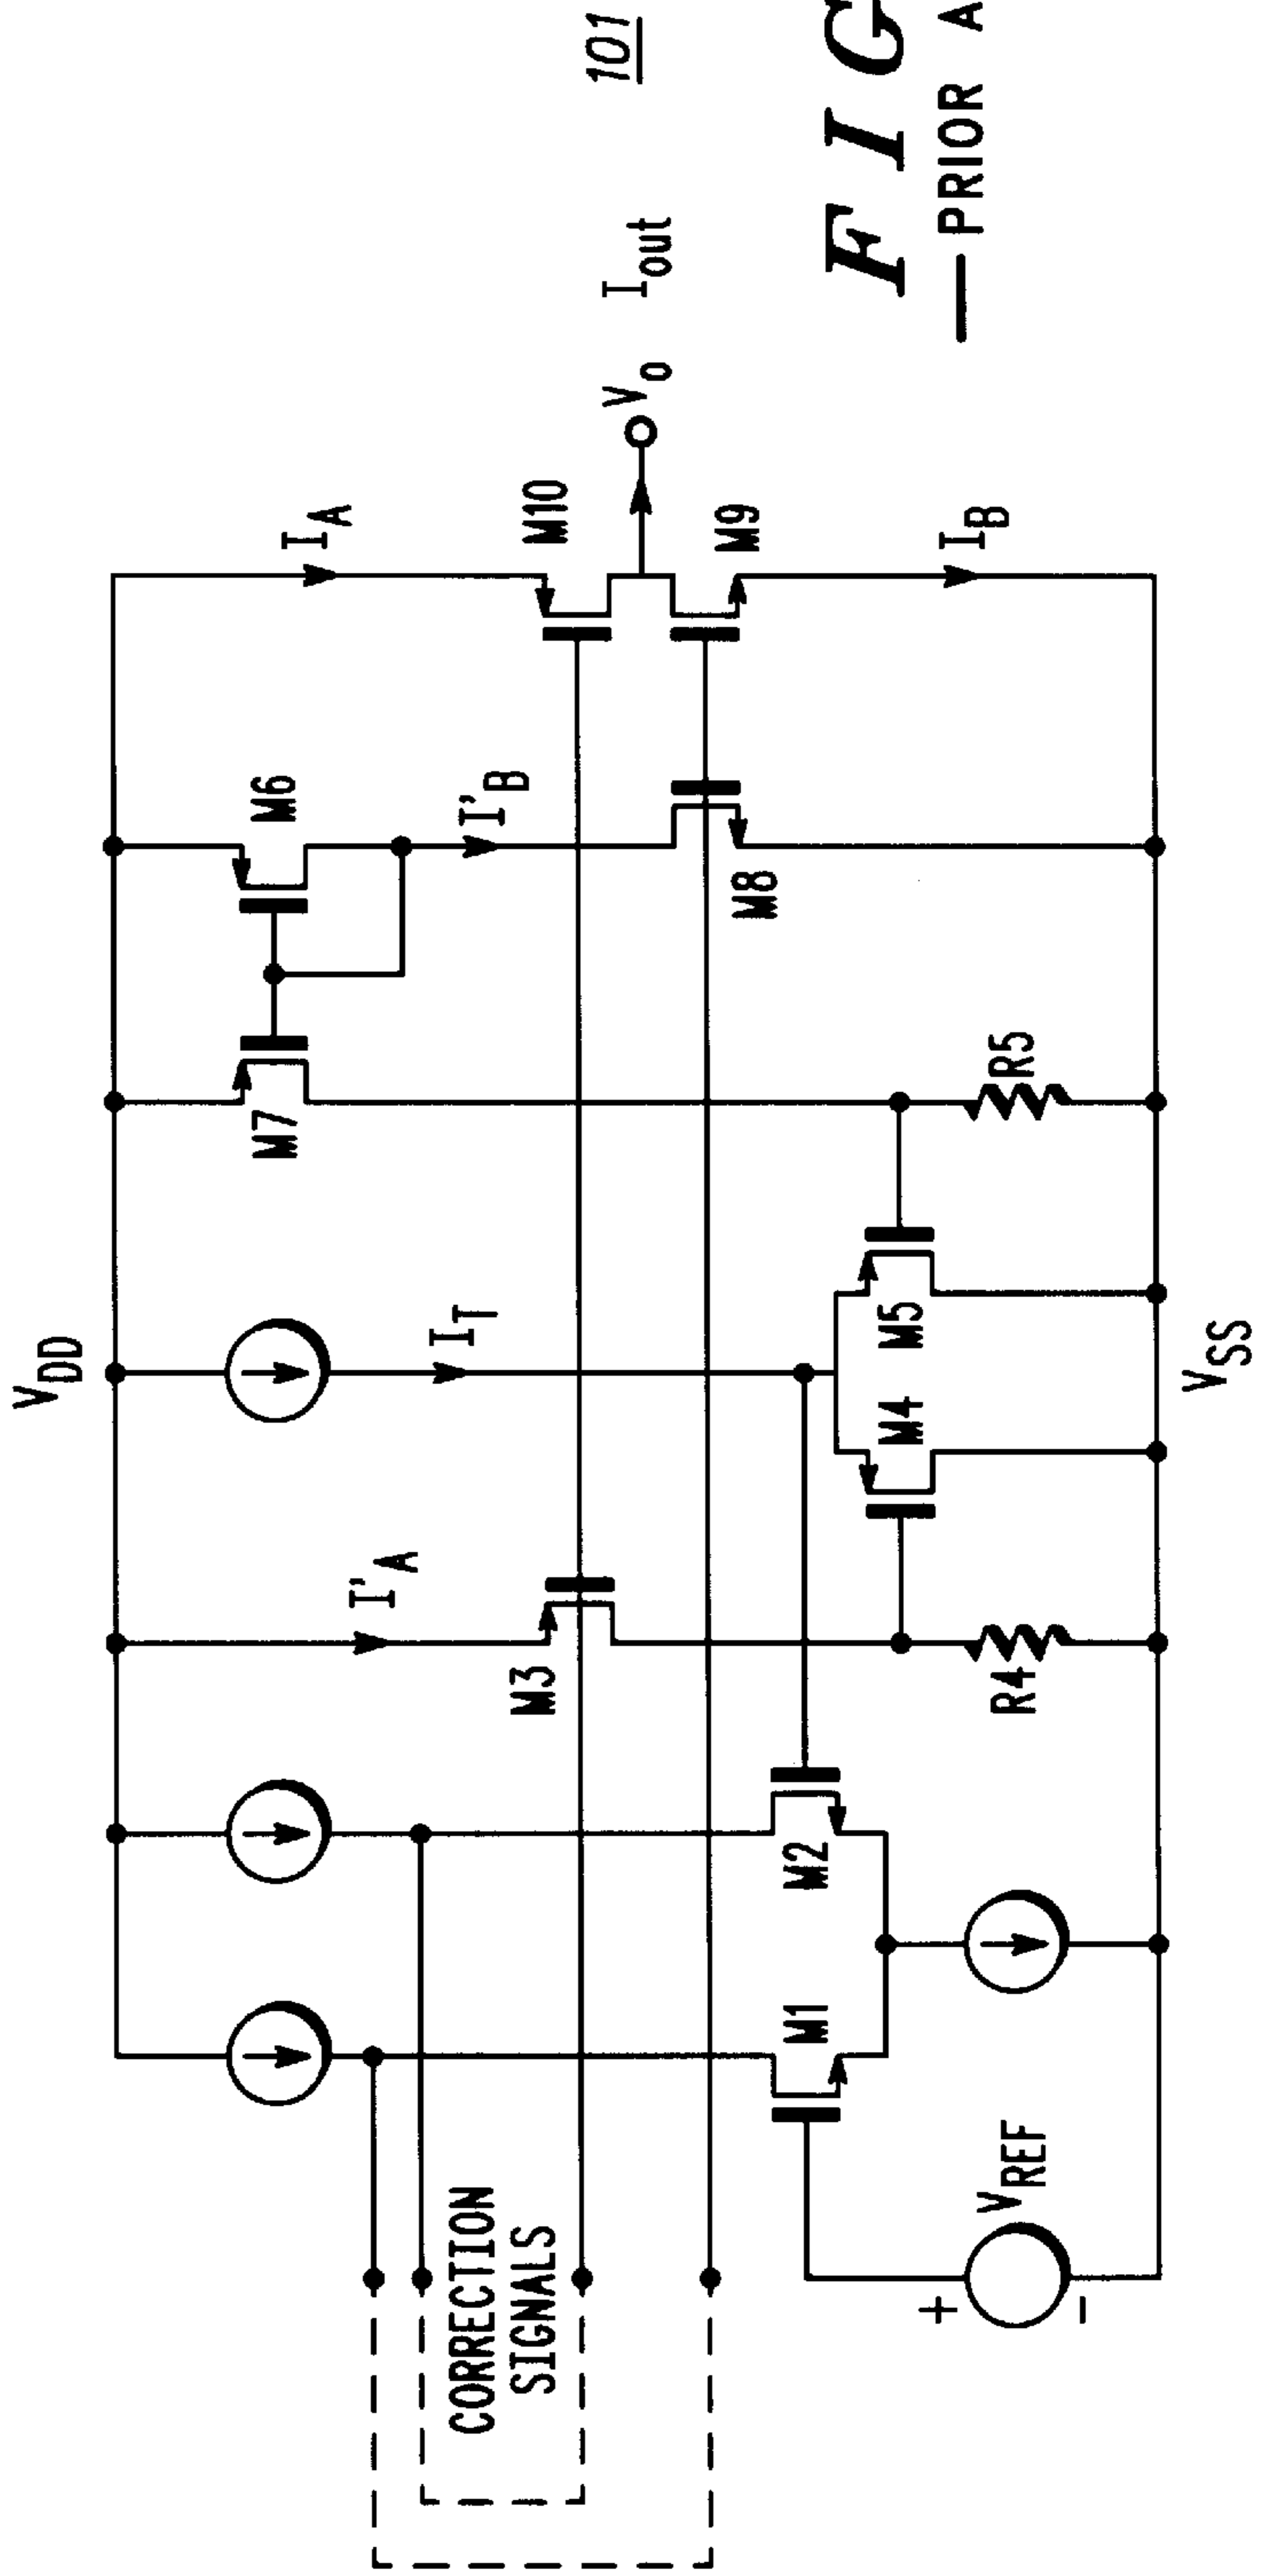 V_DD
I'_A
I_T
M7
M6
I'_B
I_A
M3
M10
V_o I_out
101
CORRECTION
SIGNALS
M1
M2
M4
M5
M8
M9
V_REF
+
-
R4
R5
I_B
V_SS
FIG
—PRIOR A